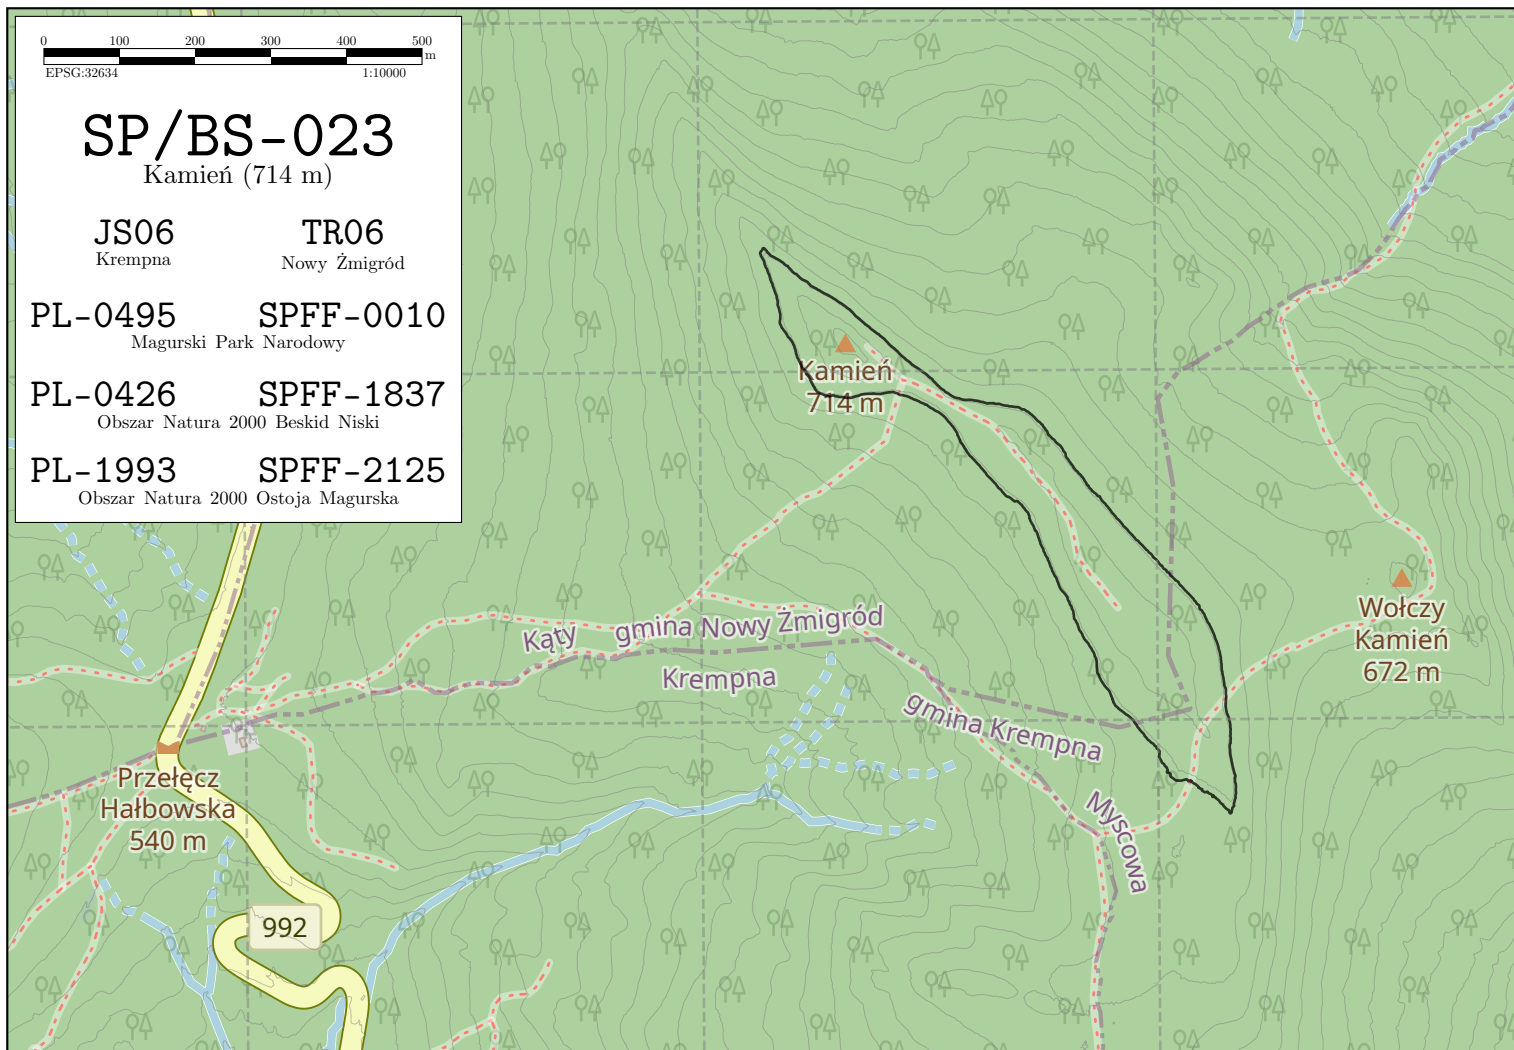 0 100 200 300 400 500
m
EPSG:32634 1:10000
SP/BS-023
Kamień (714 m)
JS06 TR06
Krempna Nowy Żmigród
PL-0495 SPFF-0010
Magurski Park Narodowy
PL-0426 SPFF-1837
Obszar Natura 2000 Beskid Niski
PL-1993 SPFF-2125
Obszar Natura 2000 Ostoja Magurska
Kamień
714 m
Wołczy
Kamień
672 m
Kąty gmina Nowy Żmigród
Krempna
gmina Krempna
Myscowa
Przełęcz
Hałbowska
540 m
992